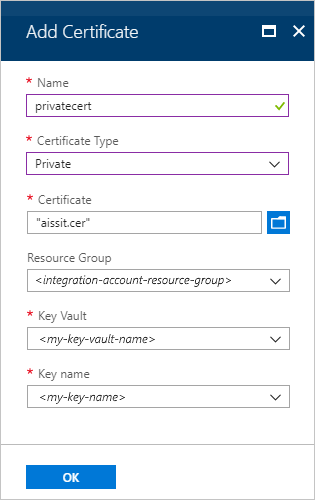 Add Certificate
* Name
privatecert
* Certificate Type
Private
* Certificate
"aissit.cer"
Resource Group
<integration-account-resource-group>
* Key Vault
<my-key-vault-name>
* Key name
<my-key-name>
OK